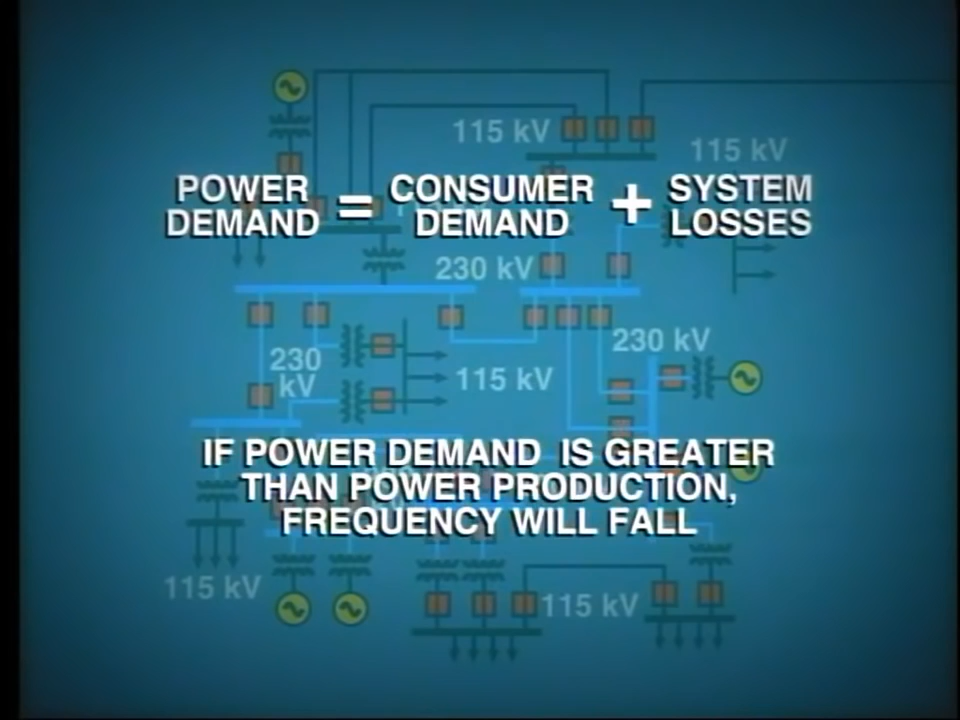 115 kV
115 kV
POWER DEMAND = CONSUMER DEMAND + SYSTEM LOSSES
230 kV
230 kV
230 kV
115 kV
IF POWER DEMAND IS GREATER
THAN POWER PRODUCTION,
FREQUENCY WILL FALL
115 kV
115 kV